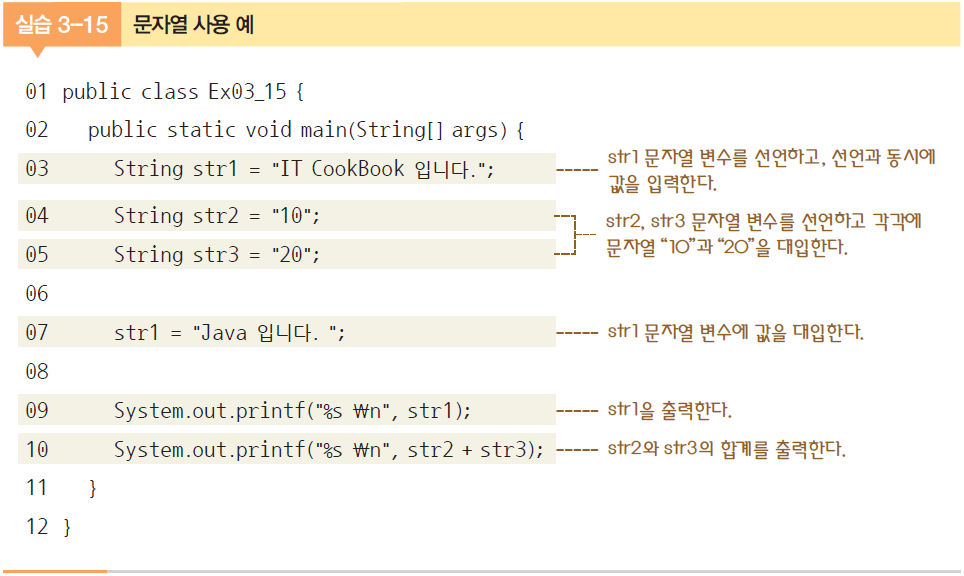 실습 3-15 문자열 사용 예
01 public class Ex03_15 {
02 public static void main(String[] args) {
03 String str1 = "IT CookBook 입니다.";
str1 문자열 변수를 선언하고, 선언과 동시에
값을 입력한다.
04 String str2 = "10";
05 String str3 = "20";
str2, str3 문자열 변수를 선언하고 각각에
문자열 “10”과 “20”을 대입한다.
06
07 str1 = "Java 입니다. ";
str1 문자열 변수에 값을 대입한다.
08
09 System.out.printf("%s ₩n", str1);
str1을 출력한다.
10 System.out.printf("%s ₩n", str2 + str3);
str2와 str3의 합계를 출력한다.
11 }
12 }